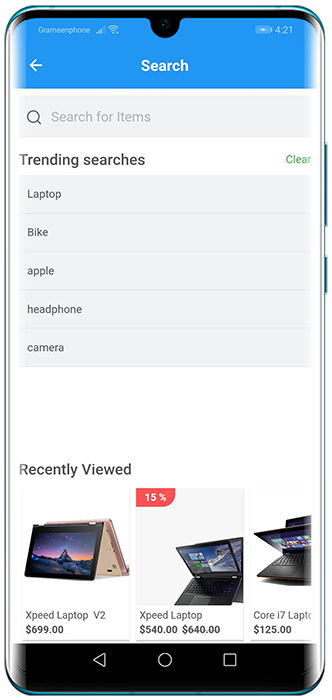 Grameenphone 4:21
Search
Search for Items
Trending searches Clear
Laptop
Bike
apple
headphone
camera
Recently Viewed
15 %
Xpeed Laptop V2 Xpeed Laptop Core i7 Lapto
$699.00 $540.00 $640.00 $125.00